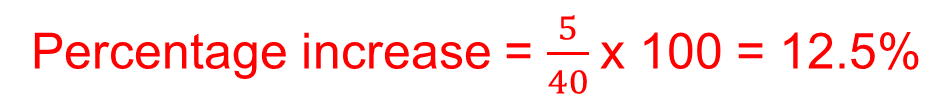 Percentage increase = 5/40 x 100 = 12.5%